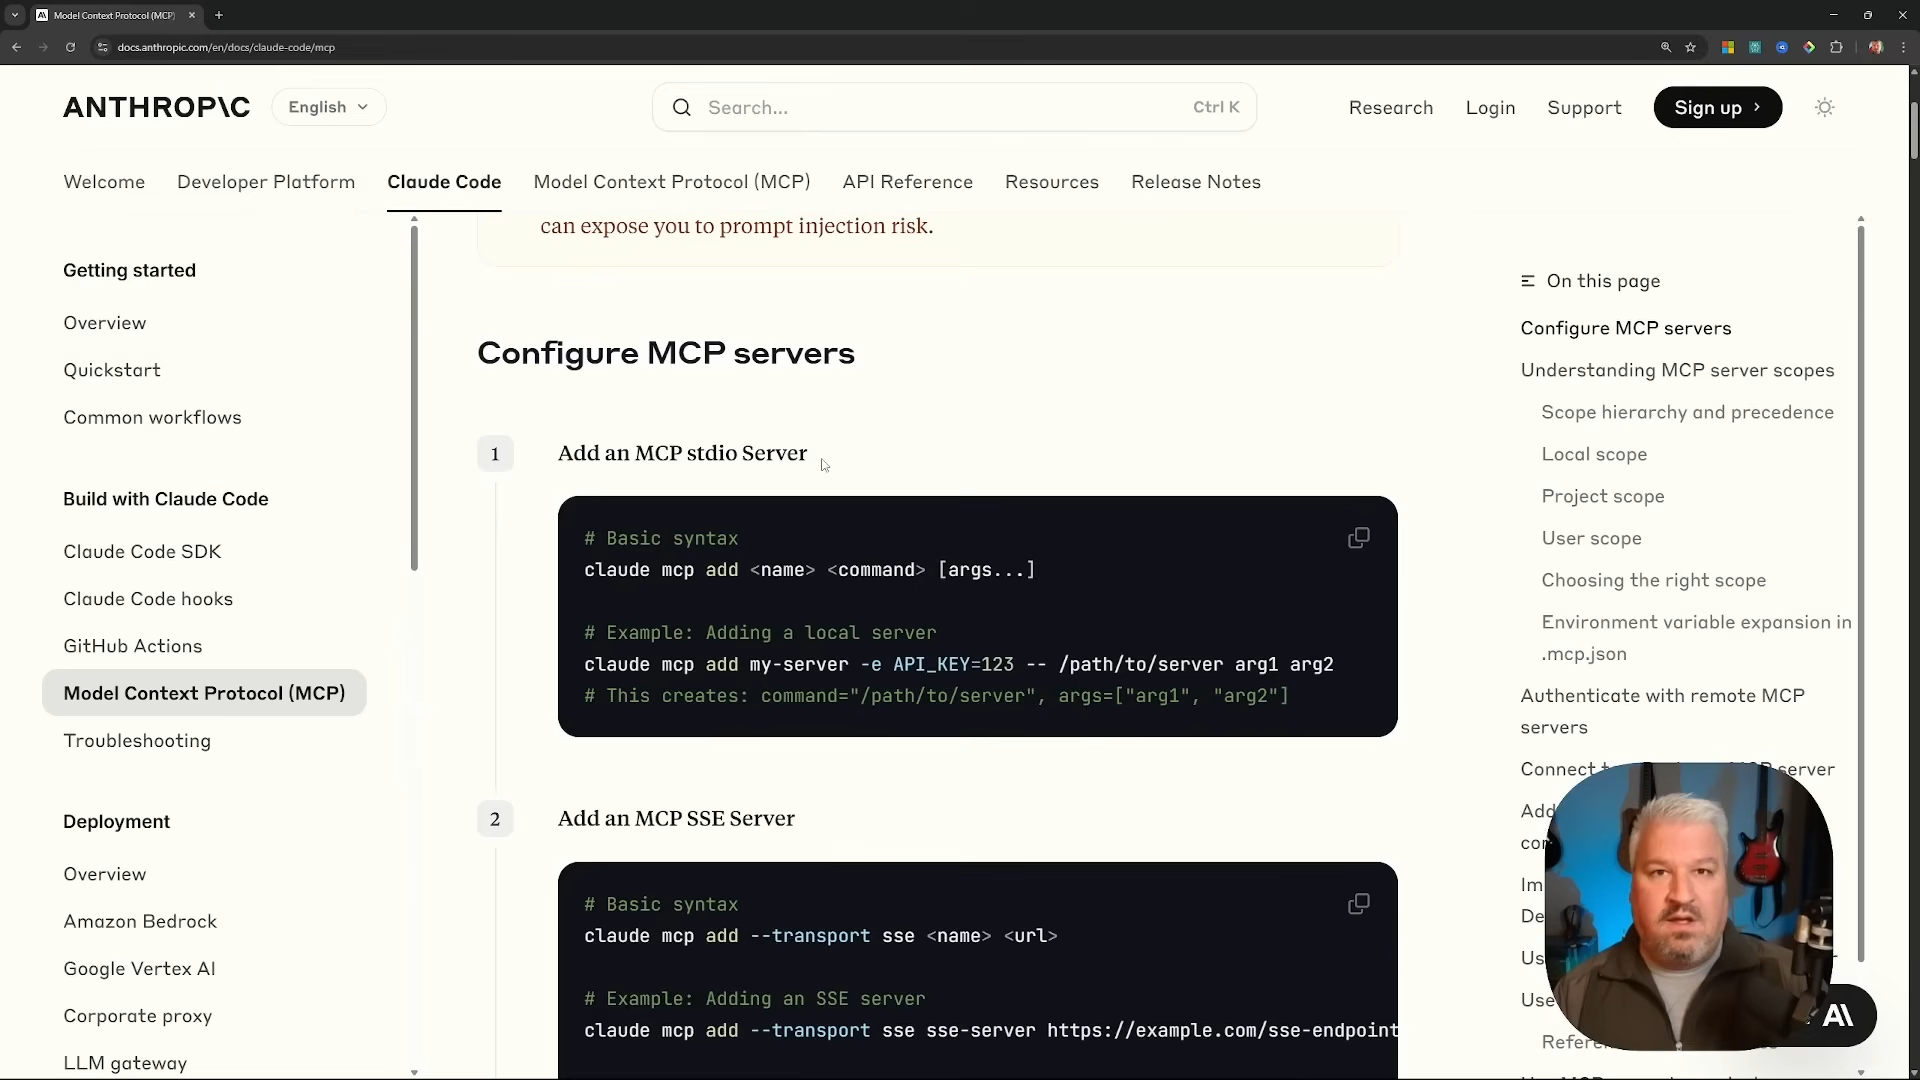 Model Context Protocol (MCP)
docs.anthropic.com/en/docs/claude-code/mcp
ANTHROP\C
English
Search...
Ctrl K
Research
Login
Support
Sign up
Welcome
Developer Platform
Claude Code
Model Context Protocol (MCP)
API Reference
Resources
Release Notes
Getting started
Overview
Quickstart
Common workflows
Build with Claude Code
Claude Code SDK
Claude Code hooks
GitHub Actions
Model Context Protocol (MCP)
Troubleshooting
Deployment
Overview
Amazon Bedrock
Google Vertex AI
Corporate proxy
LLM gateway
can expose you to prompt injection risk.
Configure MCP servers
1
Add an MCP stdio Server
# Basic syntax
claude mcp add <name> <command> [args...]
# Example: Adding a local server
claude mcp add my-server -e API_KEY=123 -- /path/to/server arg1 arg2
# This creates: command="/path/to/server", args=["arg1", "arg2"]
2
Add an MCP SSE Server
# Basic syntax
claude mcp add --transport sse <name> <url>
# Example: Adding an SSE server
claude mcp add --transport sse sse-server https://example.com/sse-endpoint
On this page
Configure MCP servers
Understanding MCP server scopes
Scope hierarchy and precedence
Local scope
Project scope
User scope
Choosing the right scope
Environment variable expansion in
.mcp.json
Authenticate with remote MCP
servers
Connect
server
Add
A\